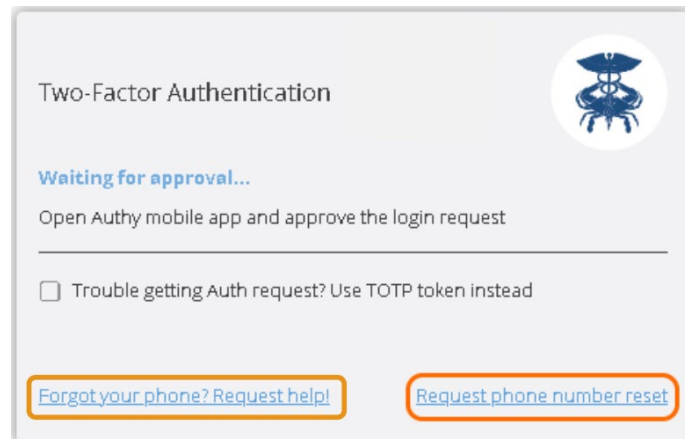 Two-Factor Authentication
Waiting for approval...
Open Authy mobile app and approve the login request
Trouble getting Auth request? Use TOTP token instead
Forgot your phone? Request help!
Request phone number reset